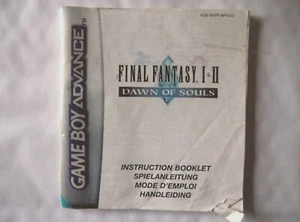 GAME BOY ADVANCE
FINAL FANTASY I·II
DAWN OF SOULS
INSTRUCTION BOOKLET
SPIELANLEITUNG
MODE D'EMPLOI
HANDLEIDING